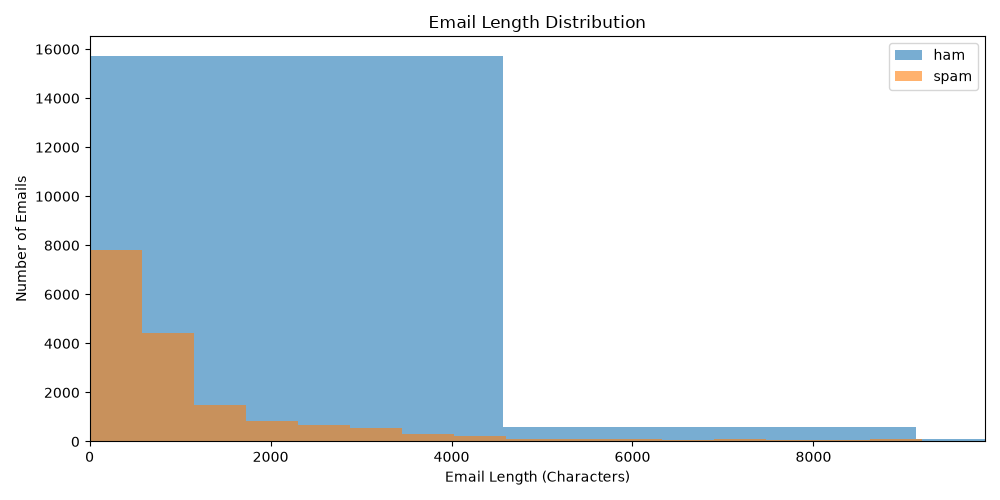 Email Length Distribution
ham
spam
16000
14000
12000
10000
8000
6000
4000
2000
0
Number of Emails
0 2000 4000 6000 8000
Email Length (Characters)